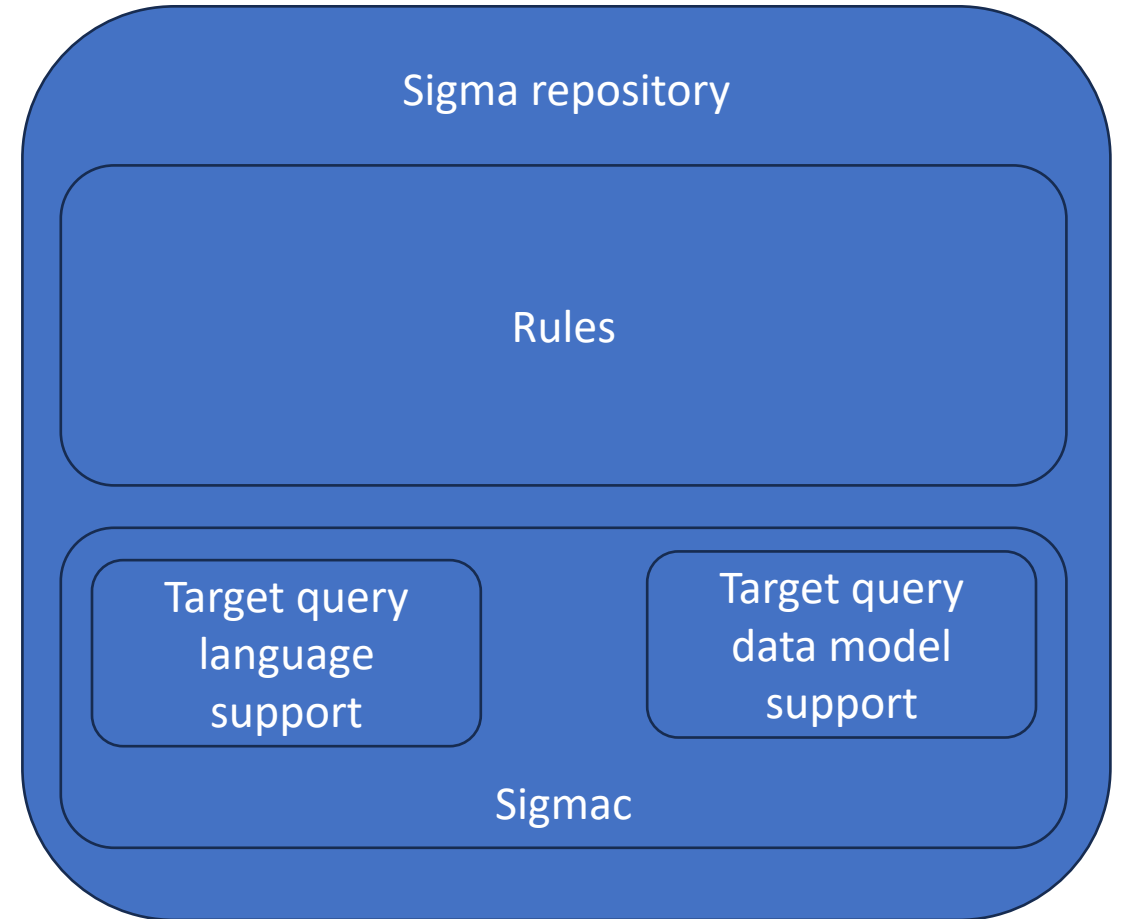 Sigma repository
Rules
Target query
language
support
Target query
data model
support
Sigmac